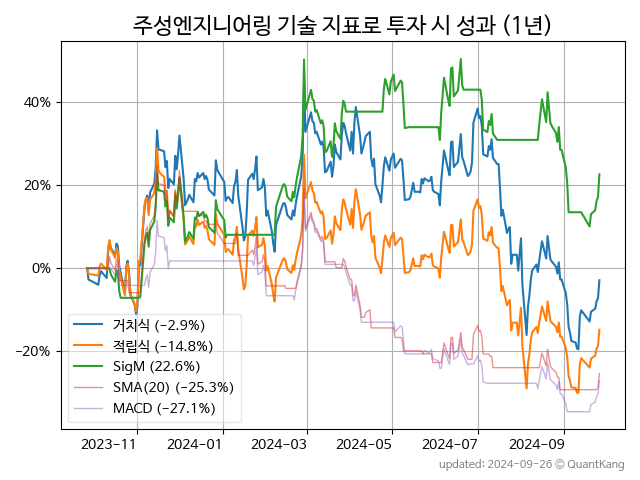 주성엔지니어링 기술 지표로 투자 시 성과 (1년)
40%
20%
0%
−20%
거치식 (−2.9%)
적립식 (−14.8%)
SigM (22.6%)
SMA(20) (−25.3%)
MACD (−27.1%)
2023-11 2024-01 2024-03 2024-05 2024-07 2024-09
updated: 2024-09-26 © QuantKang